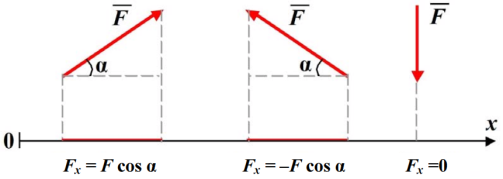 F̅ F̅ F̅
α α
0 x
Fₓ = F cos α Fₓ = –F cos α Fₓ =0